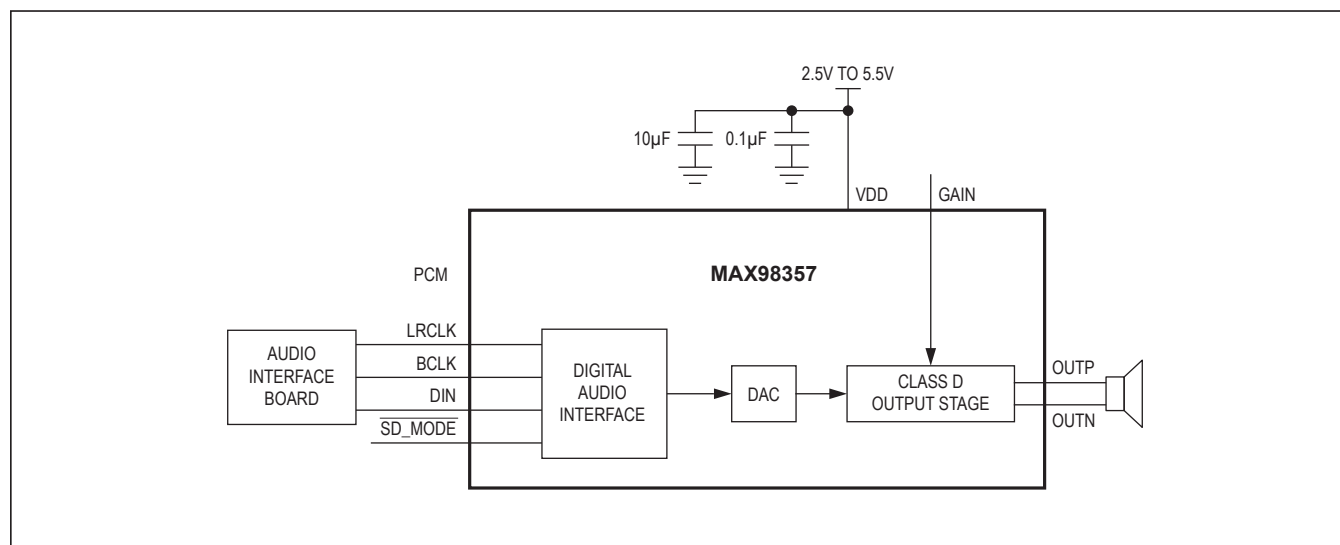 2.5V TO 5.5V
10µF
0.1µF
VDD
GAIN
PCM
MAX98357
LRCLK
BCLK
DIN
SD_MODE
AUDIO
INTERFACE
BOARD
DIGITAL
AUDIO
INTERFACE
DAC
CLASS D
OUTPUT STAGE
OUTP
OUTN